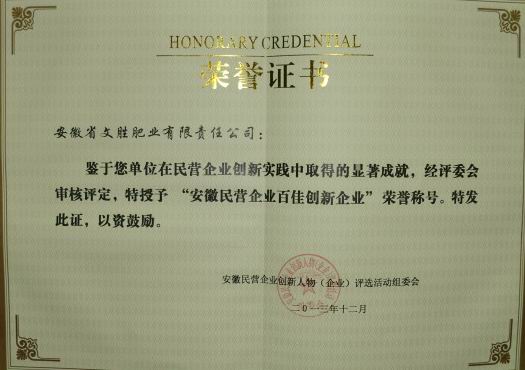 HONORARY CREDENTIAL
荣誉证书
安徽省文胜肥业有限责任公司：
鉴于您单位在民营企业创新实践中取得的显著成就，经评委会
审核评定，特授予 “安徽民营企业百佳创新企业” 荣誉称号。特发
此证，以资鼓励。
安徽民营企业创新人物（企业）评选活动组委会
二0一三年十二月